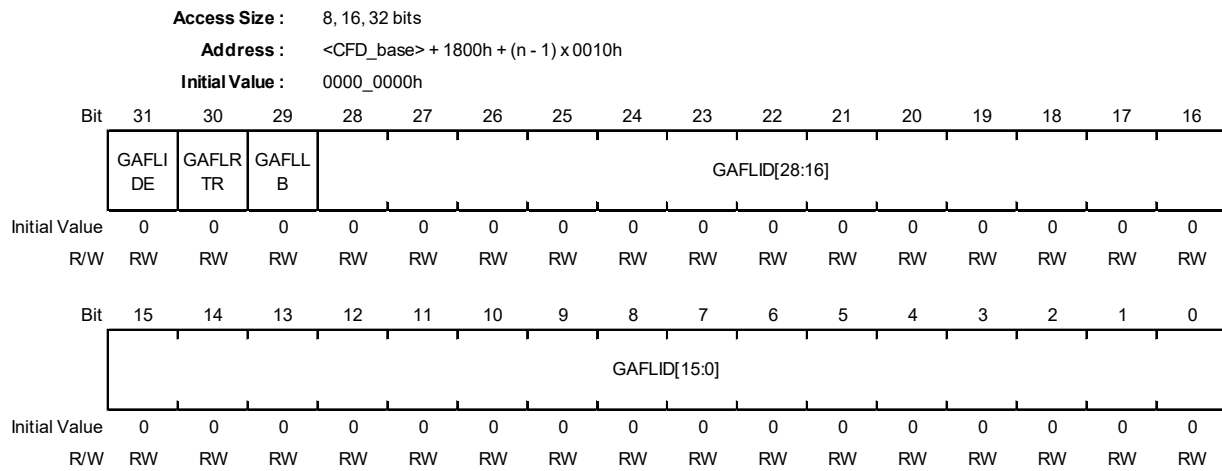 Access Size : 8, 16, 32 bits
Address : <CFD_base> + 1800h + (n - 1) x 0010h
Initial Value : 0000_0000h
Bit 31 30 29 28 27 26 25 24 23 22 21 20 19 18 17 16
GAFLI GAFLR GAFLL
DE TR B GAFLID[28:16]
Initial Value 0 0 0 0 0 0 0 0 0 0 0 0 0 0 0 0
R/W RW RW RW RW RW RW RW RW RW RW RW RW RW RW RW RW
Bit 15 14 13 12 11 10 9 8 7 6 5 4 3 2 1 0
GAFLID[15:0]
Initial Value 0 0 0 0 0 0 0 0 0 0 0 0 0 0 0 0
R/W RW RW RW RW RW RW RW RW RW RW RW RW RW RW RW RW